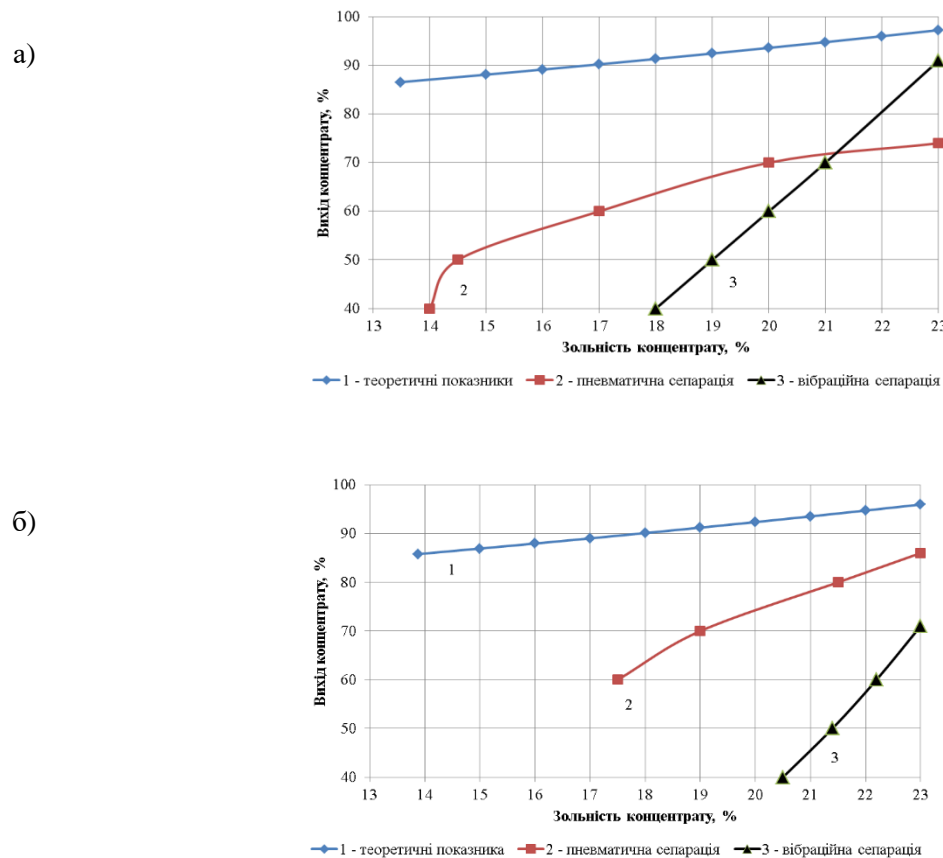 а)
100
90
80
70
60
50
40
Вихід концентрату, %
2
3
13 14 15 16 17 18 19 20 21 22 23
Зольність концентрату, %
1 - теоретичні показники 2 - пневматична сепарація 3 - вібраційна сепарація
б)
100
90
80
70
60
50
40
Вихід концентрату, %
1
2
3
13 14 15 16 17 18 19 20 21 22 23
Зольність концентрату, %
1 - теоретичні показника 2 - пневматична сепарація 3 - вібраційна сепарація